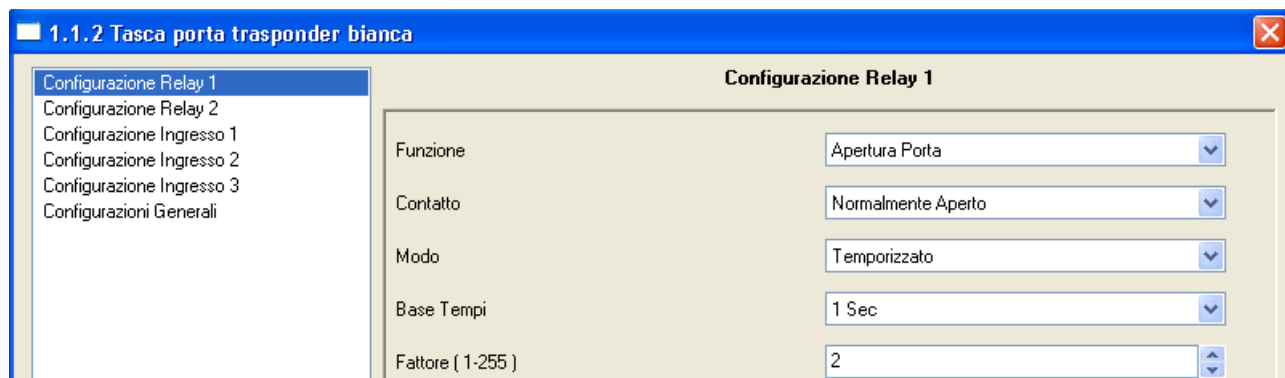 1.1.2 Tasca porta trasponder bianca
Configurazione Relay 1
Configurazione Relay 2
Configurazione Ingresso 1
Configurazione Ingresso 2
Configurazione Ingresso 3
Configurazioni Generali
Configurazione Relay 1
Funzione Apertura Porta
Contatto Normalmente Aperto
Modo Temporizzato
Base Tempi 1 Sec
Fattore ( 1-255 ) 2